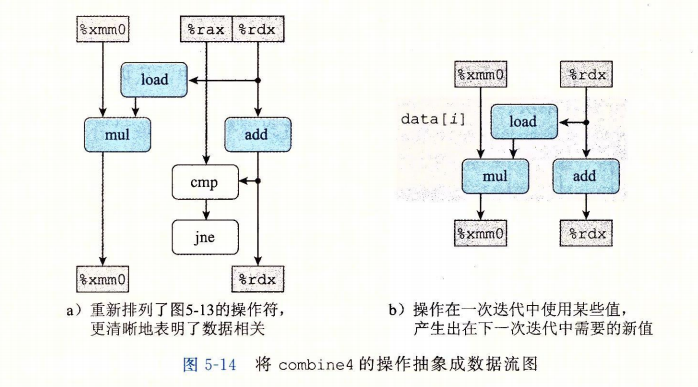 %xmm0 %rax %rdx
load
mul add
cmp
jne
%xmm0 %rdx
a）重新排列了图5-13的操作符，
更清晰地表明了数据相关
%xmm0 %rdx
data[i] load
mul add
%xmm0 %rdx
b）操作在一次迭代中使用某些值，
产生出在下一次迭代中需要的新值
图 5-14 将 combine4 的操作抽象成数据流图